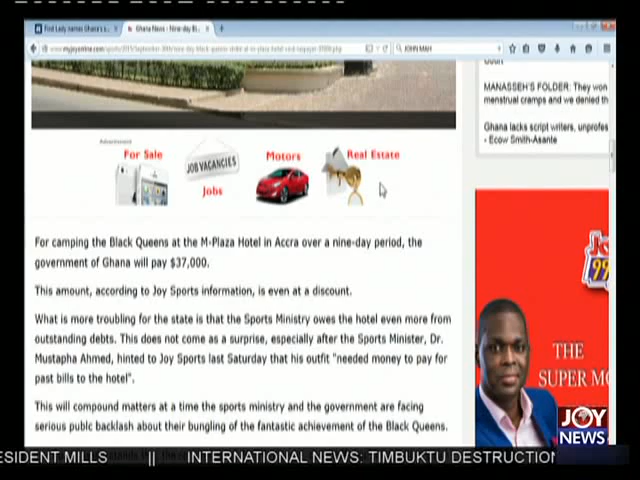 Find Lady names Ghana's s...
Ghana News - Nine-day Bl...
JOHN MAH
Court
MANASSEH'S FOLDER: They won
menstrual cramps and we denied th
Ghana lacks script writers, unprofes
- Ecow Smith-Asante
Advertisement
For Sale
JOB VACANCIES
Jobs
Motors
Real Estate
For camping the Black Queens at the M-Plaza Hotel in Accra over a nine-day period, the
government of Ghana will pay $37,000.
This amount, according to Joy Sports information, is even at a discount.
What is more troubling for the state is that the Sports Ministry owes the hotel even more from
outstanding debts. This does not come as a surprise, especially after the Sports Minister, Dr.
Mustapha Ahmed, hinted to Joy Sports last Saturday that his outfit "needed money to pay for
past bills to the hotel".
This will compound matters at a time the sports ministry and the government are facing
serious publc backlash about their bungling of the fantastic achievement of the Black Queens.
99
THE
SUPER MO
JOY
NEWS
ESIDENT MILLS || INTERNATIONAL NEWS: TIMBUKTU DESTRUCTION